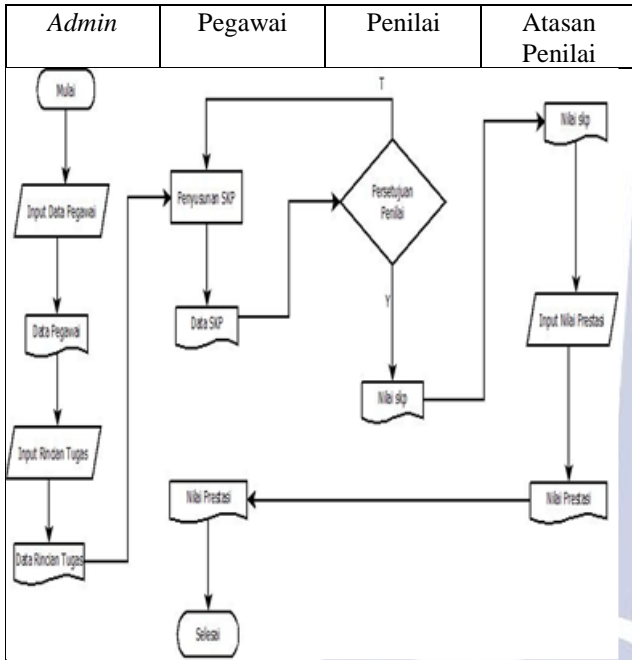 Admin
Pegawai
Penilai
Atasan
Penilai
Mulai
Input Data Pegawai
Data Pegawai
Input Rincian Tugas
Data Rincian Tugas
Penyusunan SKP
Data SKP
T
Persetujuan
Penilai
Y
Nilai skp
Nilai skp
Input Nilai Prestasi
Nilai Prestasi
Nilai Prestasi
Selesai